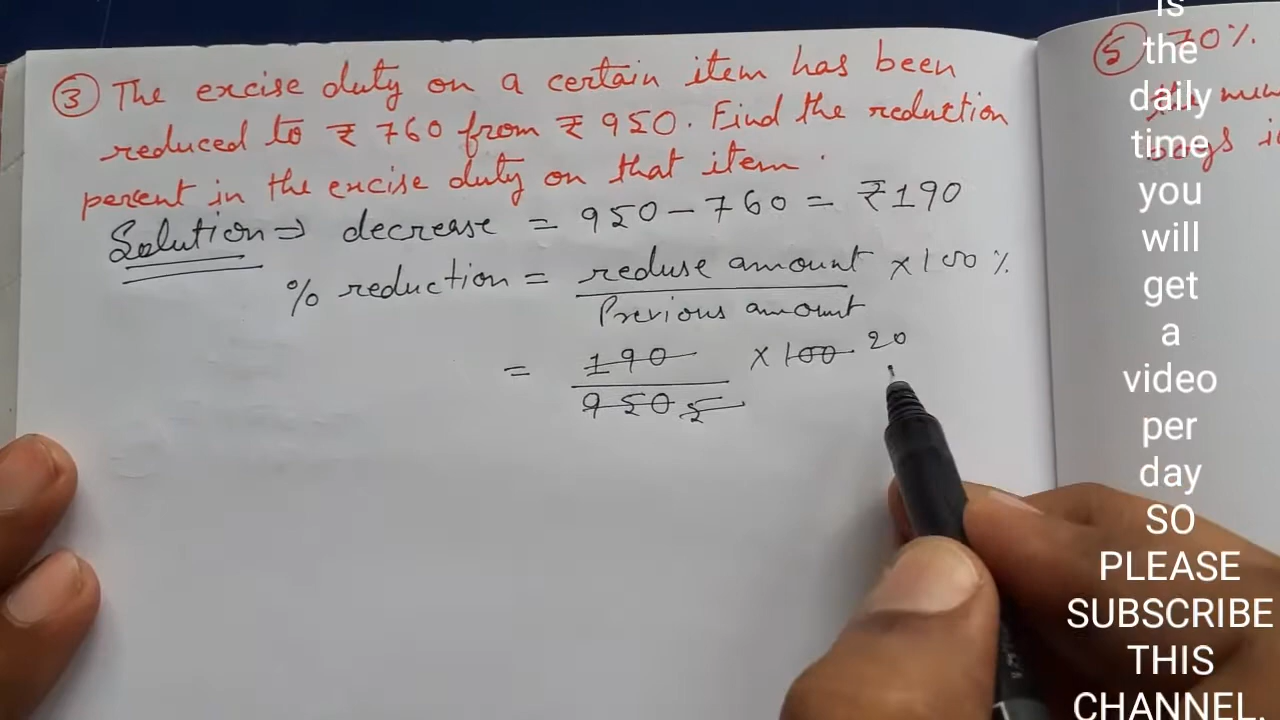 ③ The excise duty on a certain item has been
reduced to ₹ 760 from ₹ 950. Find the reduction
percent in the excise duty on that item.
Solution ⇒ decrease = 950 - 760 = ₹190
% reduction = reduse amount × 100 %
Previous amount
= 190 × 100 20
950 5
⑤ 70%.
is
the
daily
time
you
will
get
a
video
per
day
SO
PLEASE
SUBSCRIBE
THIS
CHANNEL.